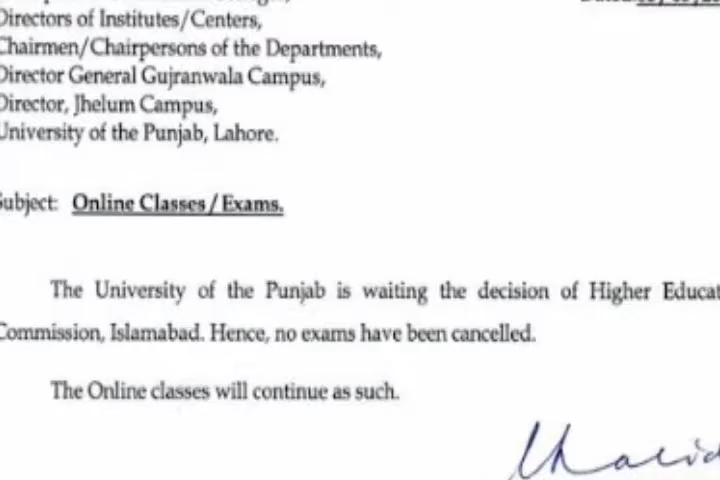 Directors of Institutes/Centers,
Chairmen/Chairpersons of the Departments,
Director General Gujranwala Campus,
Director, Jhelum Campus,
University of the Punjab, Lahore.
Subject: Online Classes/Exams.
The University of the Punjab is waiting the decision of Higher Educat
Commission, Islamabad. Hence, no exams have been cancelled.
The Online classes will continue as such.